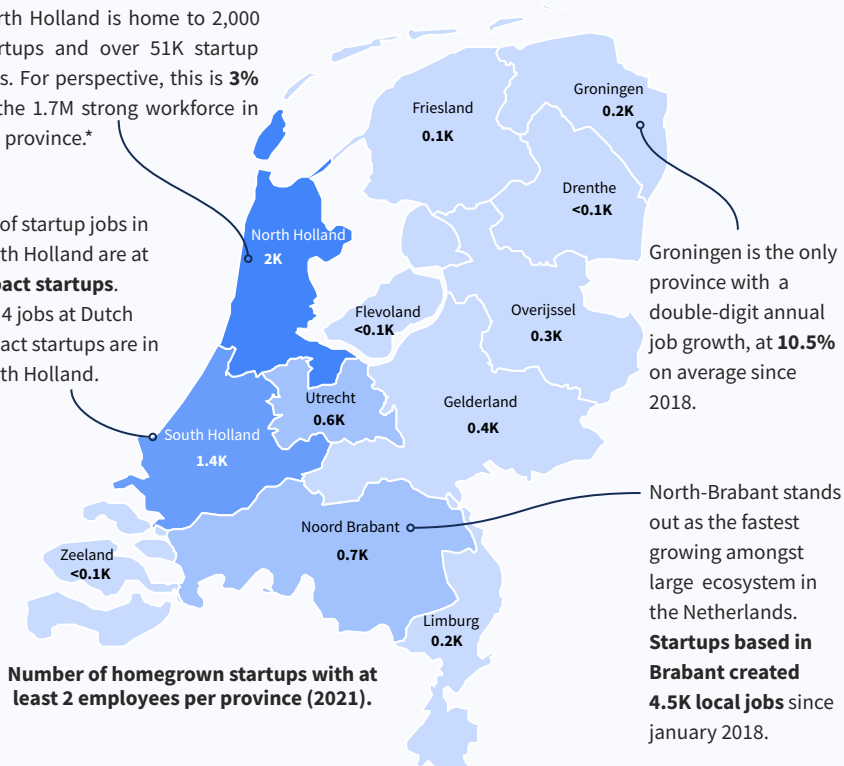 rth Holland is home to 2,000
rtups and over 51K startup
s. For perspective, this is 3%
the 1.7M strong workforce in
province.*
of startup jobs in
th Holland are at
pact startups.
4 jobs at Dutch
act startups are in
th Holland.
Friesland
0.1K
Groningen
0.2K
Drenthe
<0.1K
North Holland
2K
Flevoland
<0.1K
Overijssel
0.3K
Utrecht
0.6K
Gelderland
0.4K
South Holland
1.4K
Noord Brabant
0.7K
Zeeland
<0.1K
Limburg
0.2K
Groningen is the only
province with a
double-digit annual
job growth, at 10.5%
on average since
2018.
North-Brabant stands
out as the fastest
growing amongst
large ecosystem in
the Netherlands.
Startups based in
Brabant created
4.5K local jobs since
january 2018.
Number of homegrown startups with at
least 2 employees per province (2021).